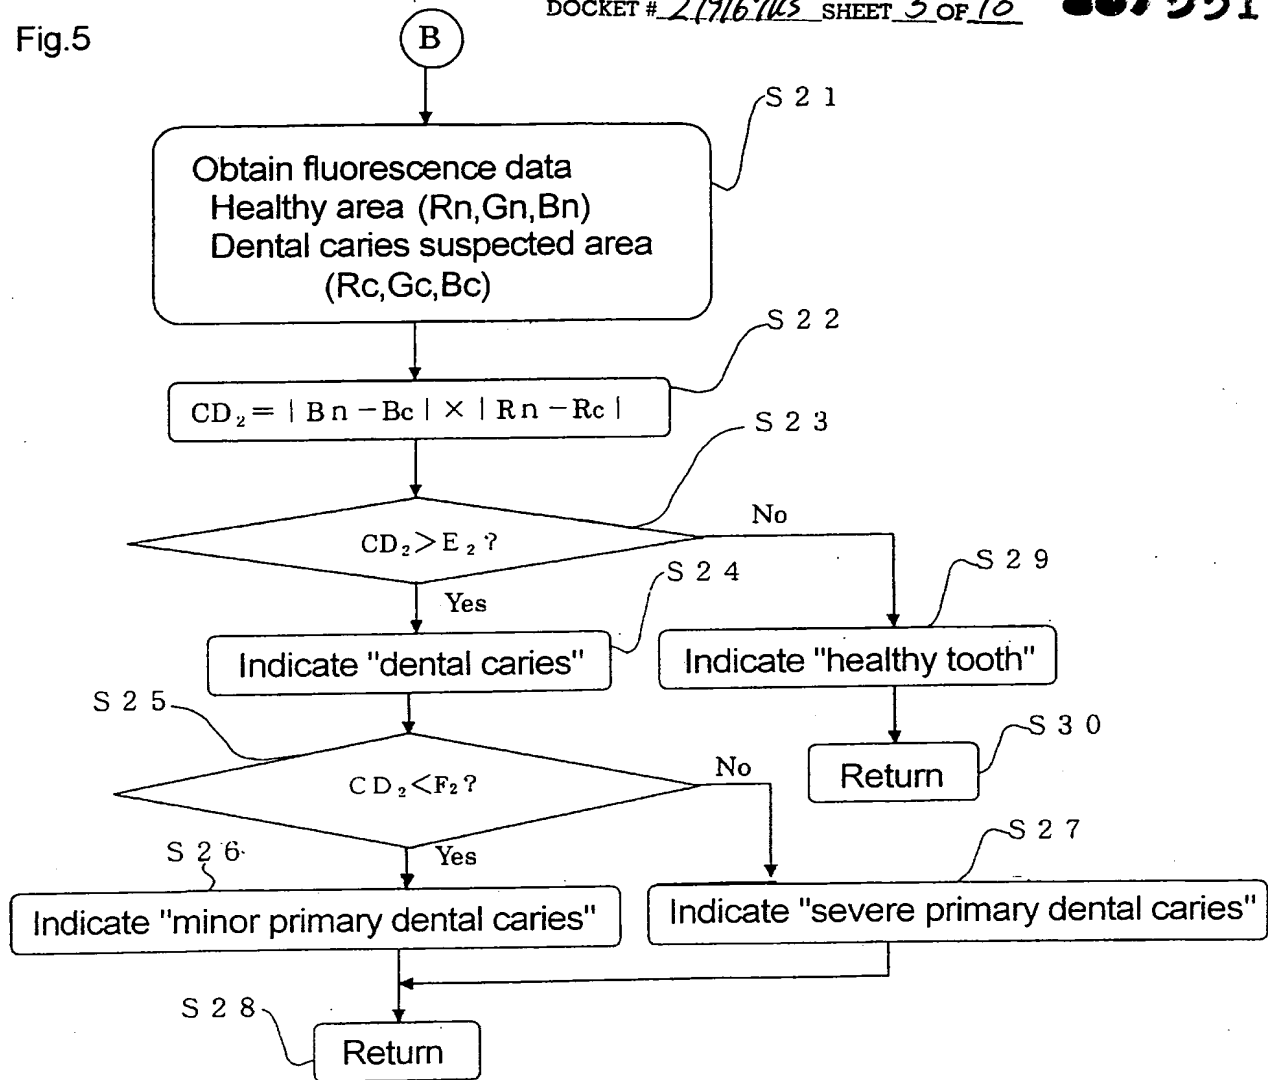 DOCKET # SHEET 5 OF 10
Fig.5
B
S21
Obtain fluorescence data
Healthy area (Rn,Gn,Bn)
Dental caries suspected area
(Rc,Gc,Bc)
S22
CD₂=|Bn-Bc|×|Rn-Rc|
S23
CD₂>E₂?
No
Yes
S24
S29
Indicate "dental caries"
Indicate "healthy tooth"
S25
S30
CD₂<F₂?
No
Return
Yes
S26
S27
Indicate "minor primary dental caries"
Indicate "severe primary dental caries"
S28
Return